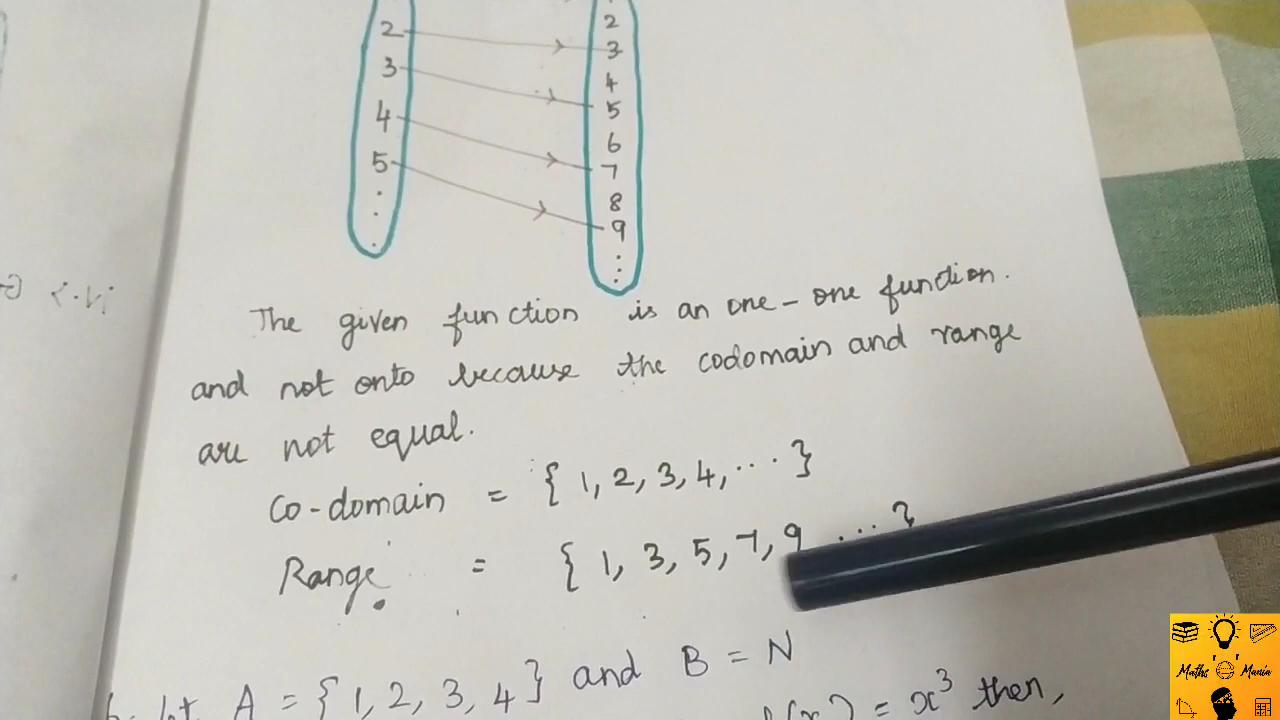 2
2
3
3
4
4
5
5
6
7
8
9
The given function is an one-one function.
and not onto because the codomain and range
are not equal.
Co-domain = { 1, 2, 3, 4, ... }
Range = { 1, 3, 5, 7, 9 ... }
let A = {1, 2, 3, 4} and B = N
f(x) = x³ then,
Maths Mania